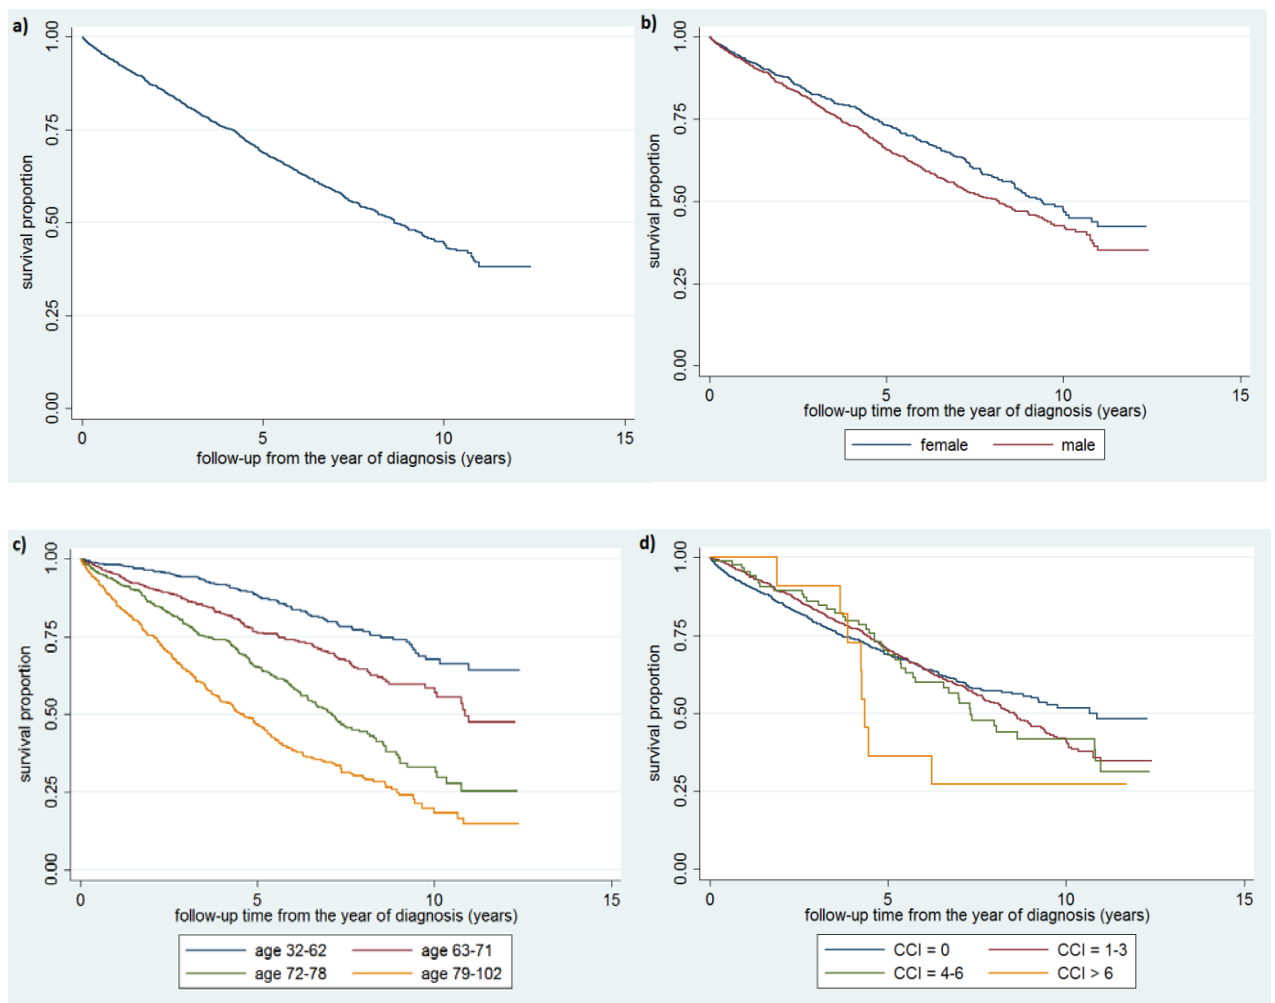 a)
1.00
0.75
0.50
0.25
0.00
survival proportion
0 5 10 15
follow-up from the year of diagnosis (years)
b)
1.00
0.75
0.50
0.25
0.00
survival proportion
0 5 10 15
follow-up time from the year of diagnosis (years)
female male
c)
1.00
0.75
0.50
0.25
0.00
survival proportion
0 5 10 15
follow-up time from the year of diagnosis (years)
age 32-62 age 63-71
age 72-78 age 79-102
d)
1.00
0.75
0.50
0.25
0.00
survival proportion
0 5 10 15
follow-up time from the year of diagnosis (years)
CCI = 0 CCI = 1-3
CCI = 4-6 CCI > 6